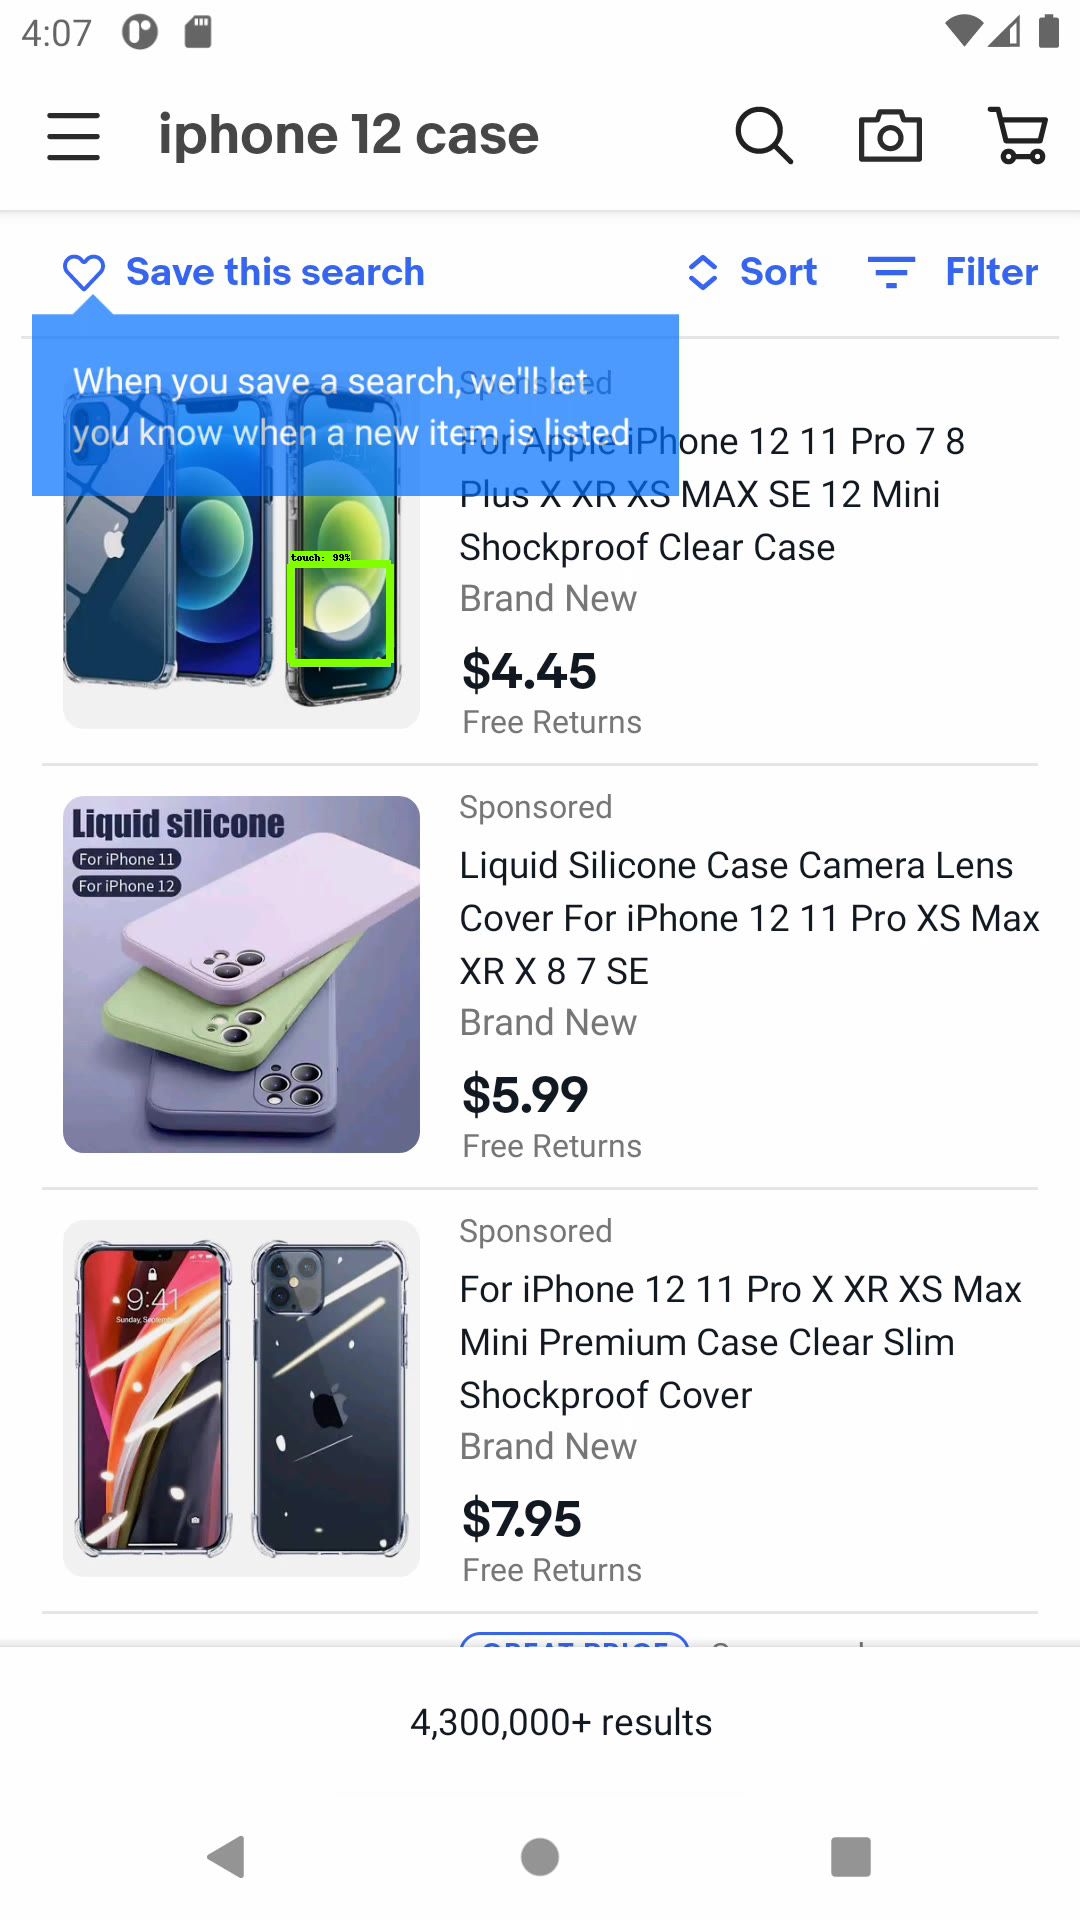 4:07
iphone 12 case
Save this search
Sort
Filter
When you save a search, we'll let
you know when a new item is listed
Sponsored
For Apple iPhone 12 11 Pro 7 8
Plus X XR XS MAX SE 12 Mini
Shockproof Clear Case
Brand New
$4.45
Free Returns
touch: 99%
Liquid silicone
For iPhone 11
For iPhone 12
Sponsored
Liquid Silicone Case Camera Lens
Cover For iPhone 12 11 Pro XS Max
XR X 8 7 SE
Brand New
$5.99
Free Returns
9:41
Sponsored
For iPhone 12 11 Pro X XR XS Max
Mini Premium Case Clear Slim
Shockproof Cover
Brand New
$7.95
Free Returns
GREAT PRICE
4,300,000+ results